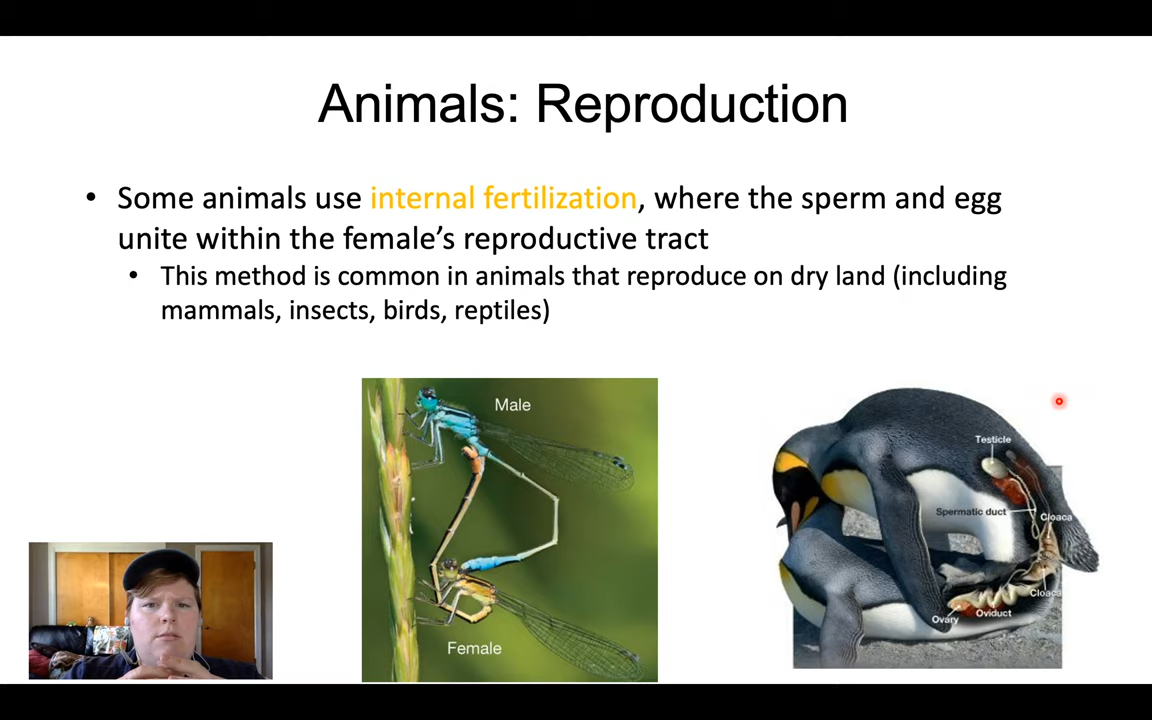 Animals: Reproduction
• Some animals use internal fertilization, where the sperm and egg
unite within the female’s reproductive tract
• This method is common in animals that reproduce on dry land (including
mammals, insects, birds, reptiles)
Male
Female
Testicle
Spermatic duct
Cloaca
Cloaca
Oviduct
Ovary